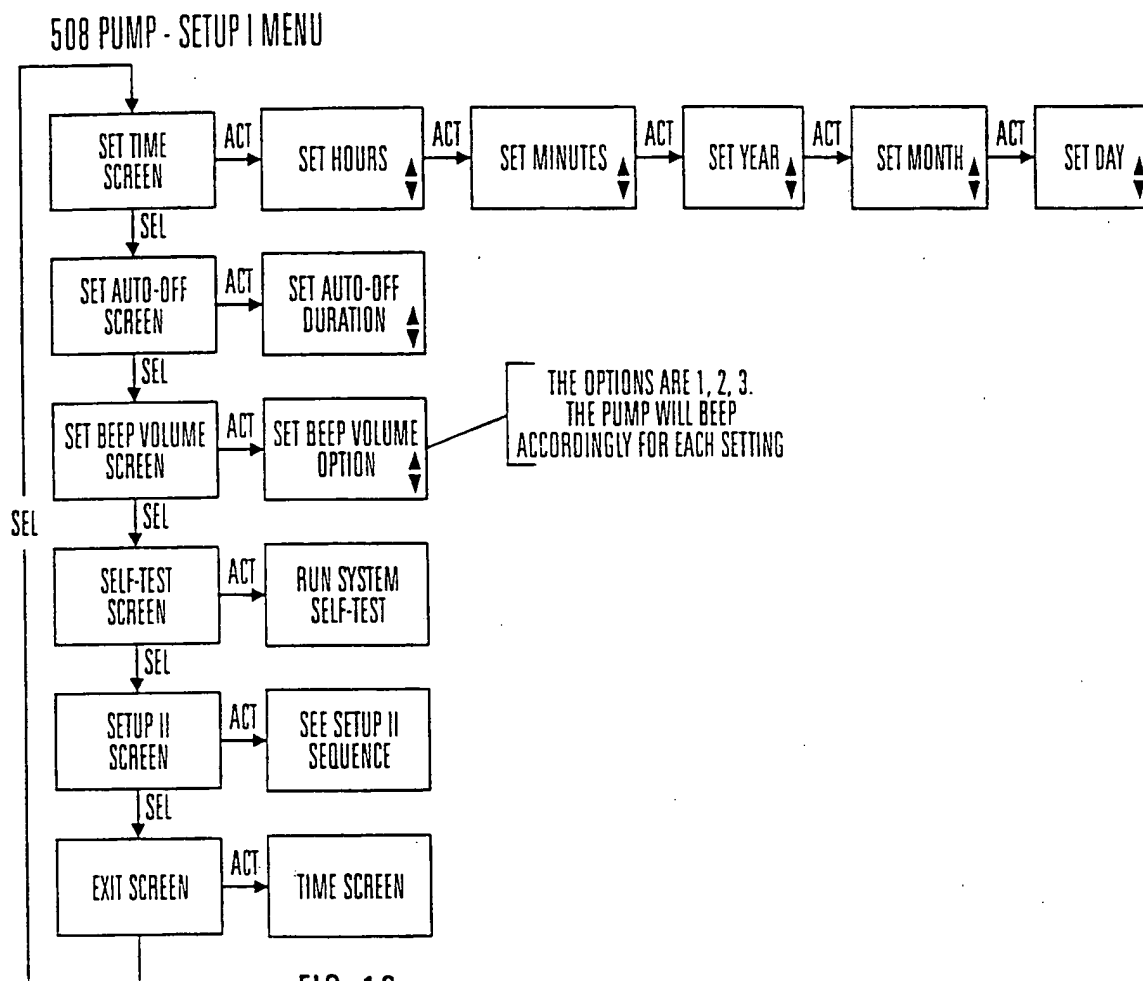 508 PUMP - SETUP I MENU
SET TIME
SCREEN
ACT
SET HOURS
ACT
SET MINUTES
ACT
SET YEAR
ACT
SET MONTH
ACT
SET DAY
SEL
SET AUTO-OFF
SCREEN
ACT
SET AUTO-OFF
DURATION
SEL
SET BEEP VOLUME
SCREEN
ACT
SET BEEP VOLUME
OPTION
THE OPTIONS ARE 1, 2, 3.
THE PUMP WILL BEEP
ACCORDINGLY FOR EACH SETTING
SEL
SEL
SELF-TEST
SCREEN
ACT
RUN SYSTEM
SELF-TEST
SEL
SETUP II
SCREEN
ACT
SEE SETUP II
SEQUENCE
SEL
EXIT SCREEN
ACT
TIME SCREEN